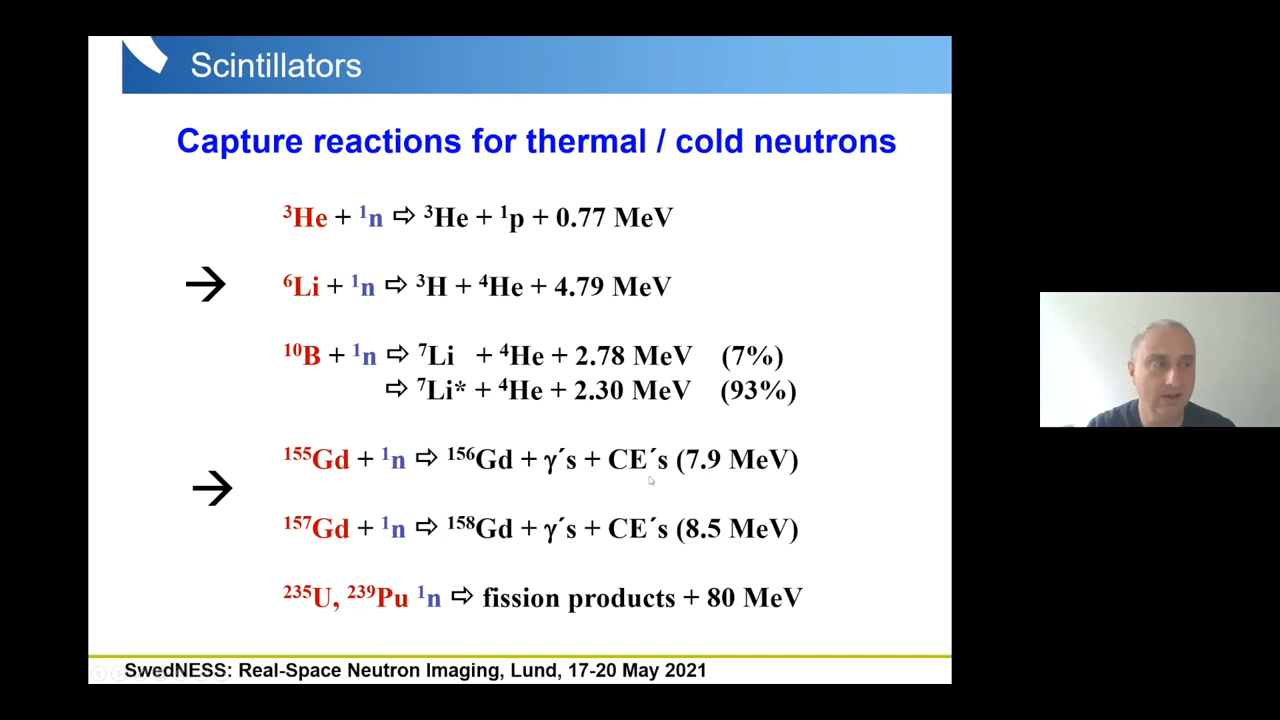 Scintillators
Capture reactions for thermal / cold neutrons
³He + ¹n ⇨ ³He + ¹p + 0.77 MeV
→ ⁶Li + ¹n ⇨ ³H + ⁴He + 4.79 MeV
¹⁰B + ¹n ⇨ ⁷Li + ⁴He + 2.78 MeV (7%)
⇨ ⁷Li* + ⁴He + 2.30 MeV (93%)
¹⁵⁵Gd + ¹n ⇨ ¹⁵⁶Gd + γ´s + CE´s (7.9 MeV)
→
¹⁵⁷Gd + ¹n ⇨ ¹⁵⁸Gd + γ´s + CE´s (8.5 MeV)
²³⁵U, ²³⁹Pu ¹n ⇨ fission products + 80 MeV
SwedNESS: Real-Space Neutron Imaging, Lund, 17-20 May 2021